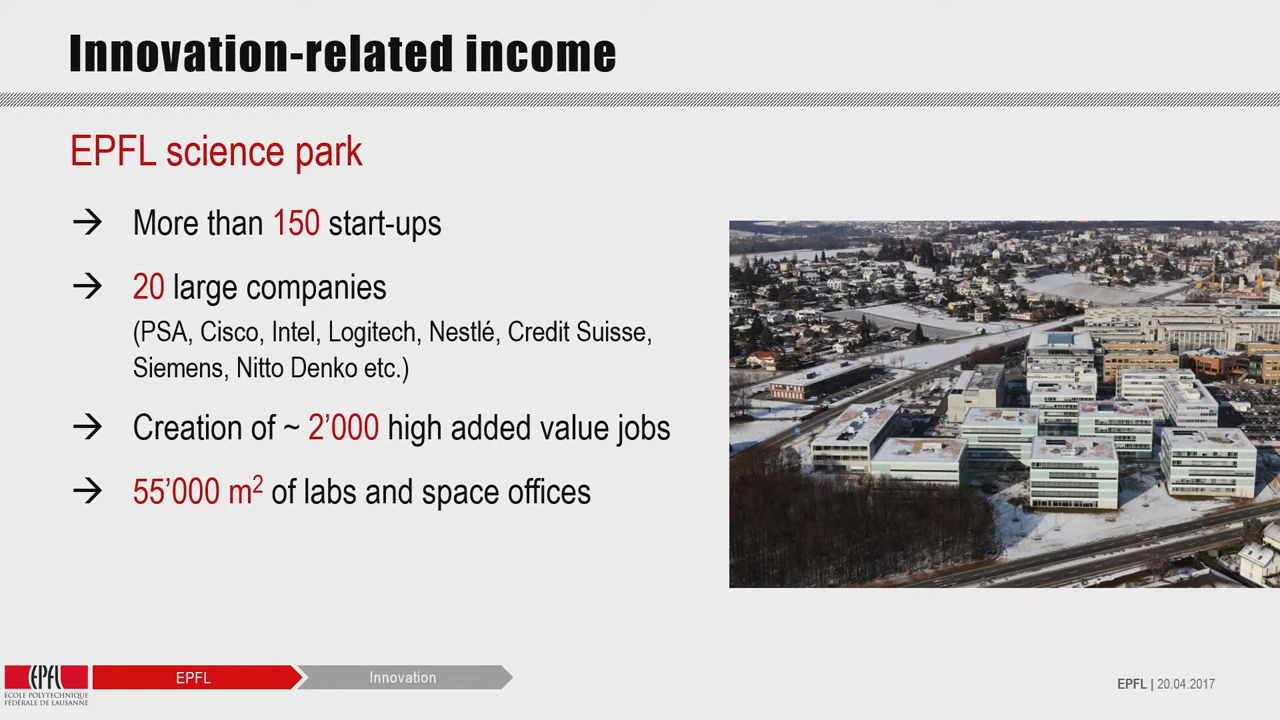 Innovation-related income
EPFL science park
→ More than 150 start-ups
→ 20 large companies
(PSA, Cisco, Intel, Logitech, Nestlé, Credit Suisse,
Siemens, Nitto Denko etc.)
→ Creation of ~ 2’000 high added value jobs
→ 55’000 m² of labs and space offices
EPFL
ÉCOLE POLYTECHNIQUE
FÉDÉRALE DE LAUSANNE
EPFL
Innovation
EPFL | 20.04.2017